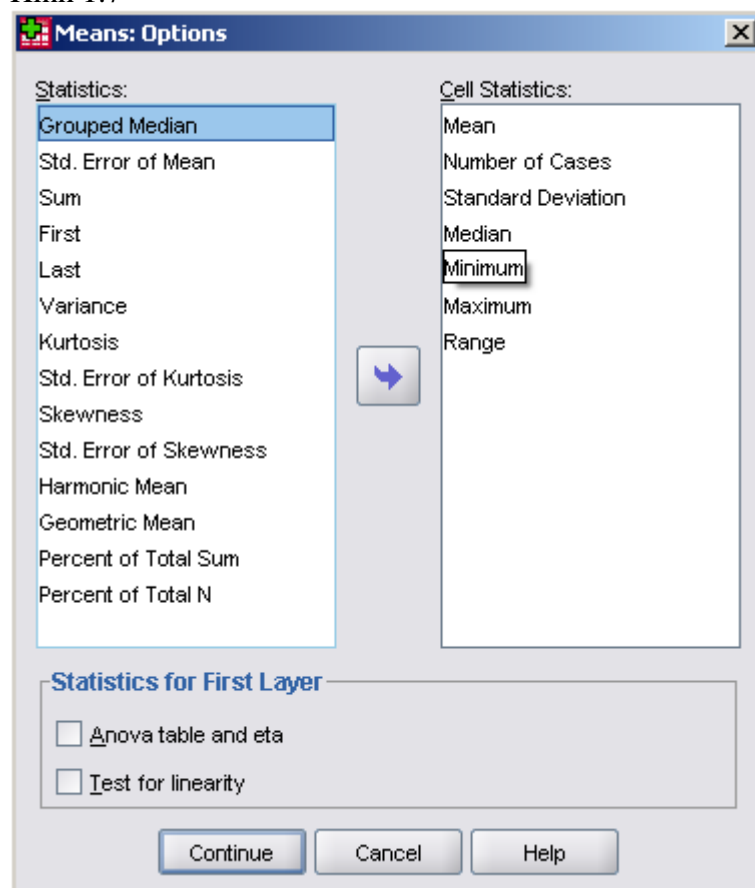 Means: Options
Statistics:
Grouped Median
Std. Error of Mean
Sum
First
Last
Variance
Kurtosis
Std. Error of Kurtosis
Skewness
Std. Error of Skewness
Harmonic Mean
Geometric Mean
Percent of Total Sum
Percent of Total N
Cell Statistics:
Mean
Number of Cases
Standard Deviation
Median
Minimum
Maximum
Range
Statistics for First Layer
Anova table and eta
Test for linearity
Continue
Cancel
Help